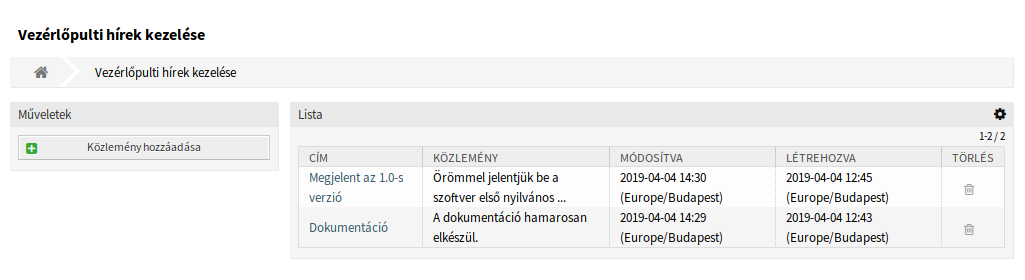 Vezérlőpulti hírek kezelése
Vezérlőpulti hírek kezelése
Műveletek
Közlemény hozzáadása
Lista
1-2 / 2
CÍM KÖZLEMÉNY MÓDOSÍTVA LÉTREHOZVA TÖRLÉS
Megjelent az 1.0-s Örömmel jelentjük be a 2019-04-04 14:30 2019-04-04 12:45
verzió szoftver első nyilvános ... (Europe/Budapest) (Europe/Budapest)
Dokumentáció A dokumentáció hamarosan 2019-04-04 14:29 2019-04-04 12:43
elkészül. (Europe/Budapest) (Europe/Budapest)